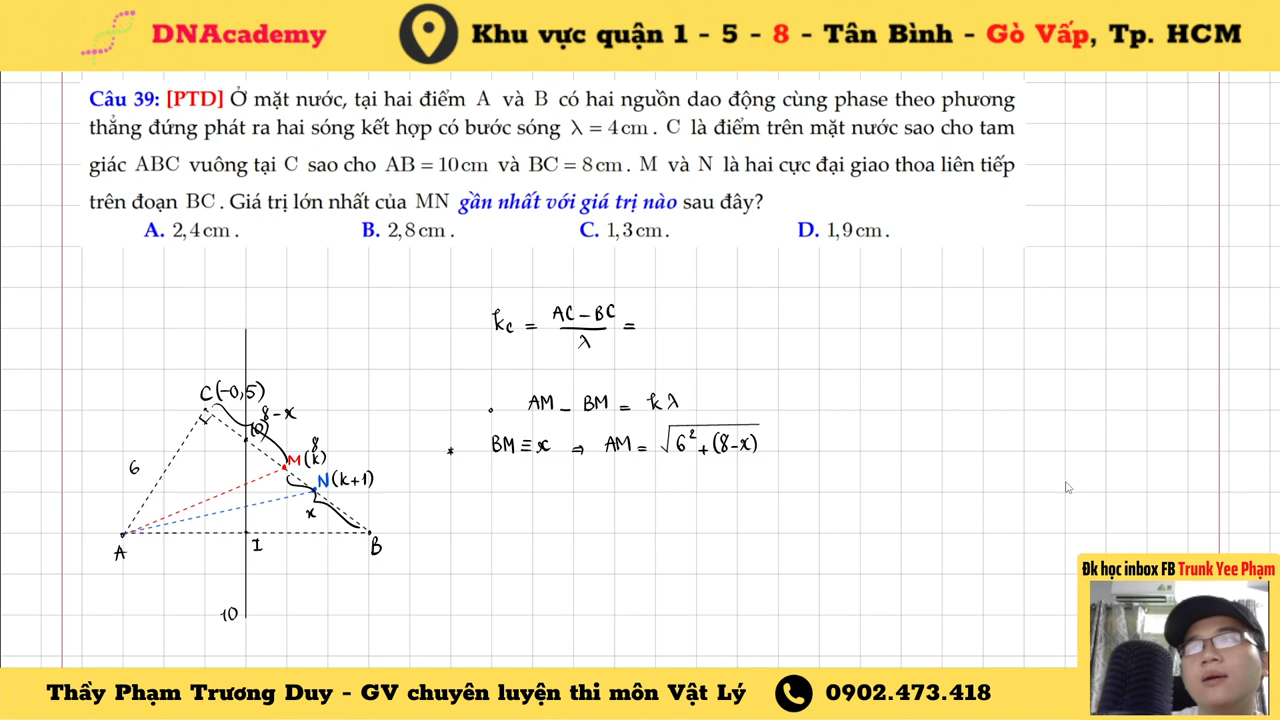 DNAcademy
Khu vực quận 1 - 5 - 8 - Tân Bình - Gò Vấp, Tp. HCM
Câu 39: [PTD] Ở mặt nước, tại hai điểm A và B có hai nguồn dao động cùng phase theo phương
thẳng đứng phát ra hai sóng kết hợp có bước sóng λ = 4 cm. C là điểm trên mặt nước sao cho tam
giác ABC vuông tại C sao cho AB = 10 cm và BC = 8 cm. M và N là hai cực đại giao thoa liên tiếp
trên đoạn BC. Giá trị lớn nhất của MN gần nhất với giá trị nào sau đây?
A. 2,4 cm. B. 2,8 cm. C. 1,3 cm. D. 1,9 cm.
k_C = (AC - BC)/λ =
C(-0,5)
8-x
(0)
AM - BM = kλ
8
M(k)
BM ≡ x ⇒ AM = √(6² + (8-x)
*
6
N(k+1)
x
A
I
B
10
Đk học inbox FB Trunk Yee Phạm
Thầy Phạm Trương Duy - GV chuyên luyện thi môn Vật Lý
0902.473.418